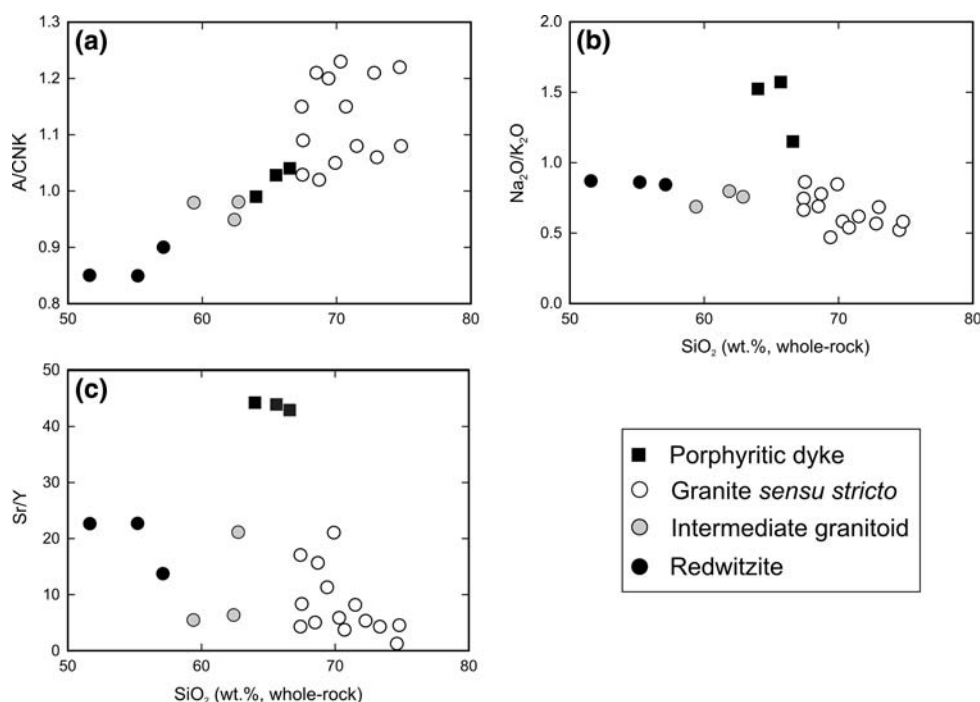 (a)
A/CNK
1.3
1.2
1.1
1.0
0.9
0.8
50 60 70 80
(b)
Na₂O/K₂O
2.0
1.5
1.0
0.5
0.0
50 60 70 80
SiO₂ (wt.%, whole-rock)
(c)
Sr/Y
50
40
30
20
10
0
50 60 70 80
SiO₂ (wt.%, whole-rock)
Porphyritic dyke
Granite sensu stricto
Intermediate granitoid
Redwitzite